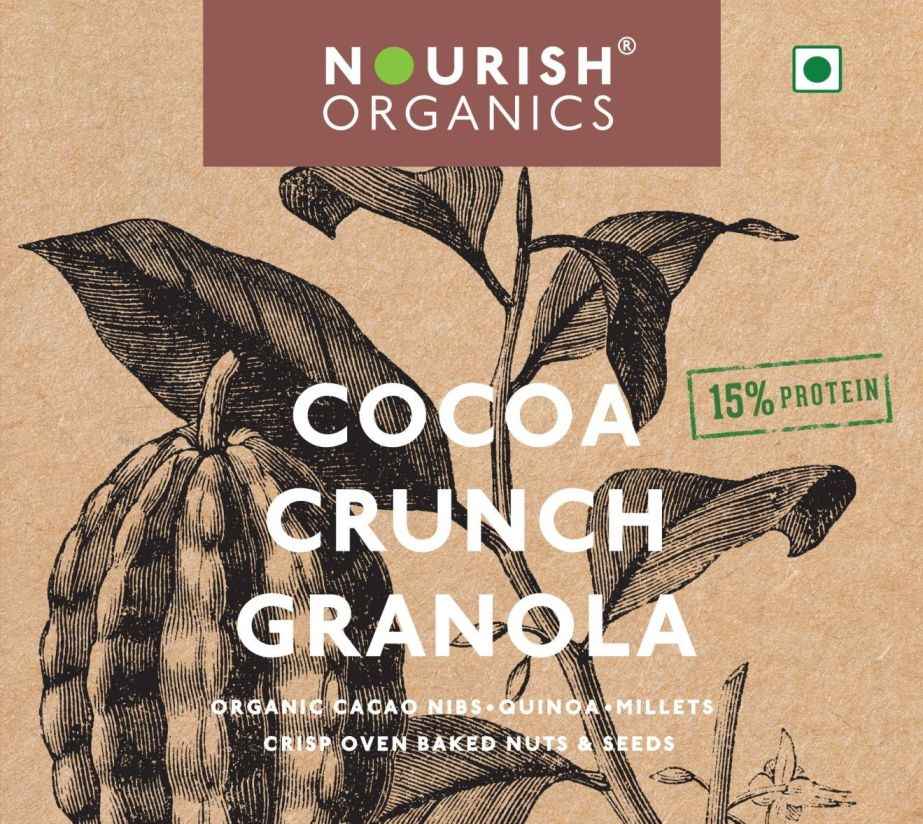 NOURISH®
ORGANICS
COCOA
CRUNCH
GRANOLA
15% PROTEIN
ORGANIC CACAO NIBS•QUINOA•MILLETS
CRISP OVEN BAKED NUTS & SEEDS